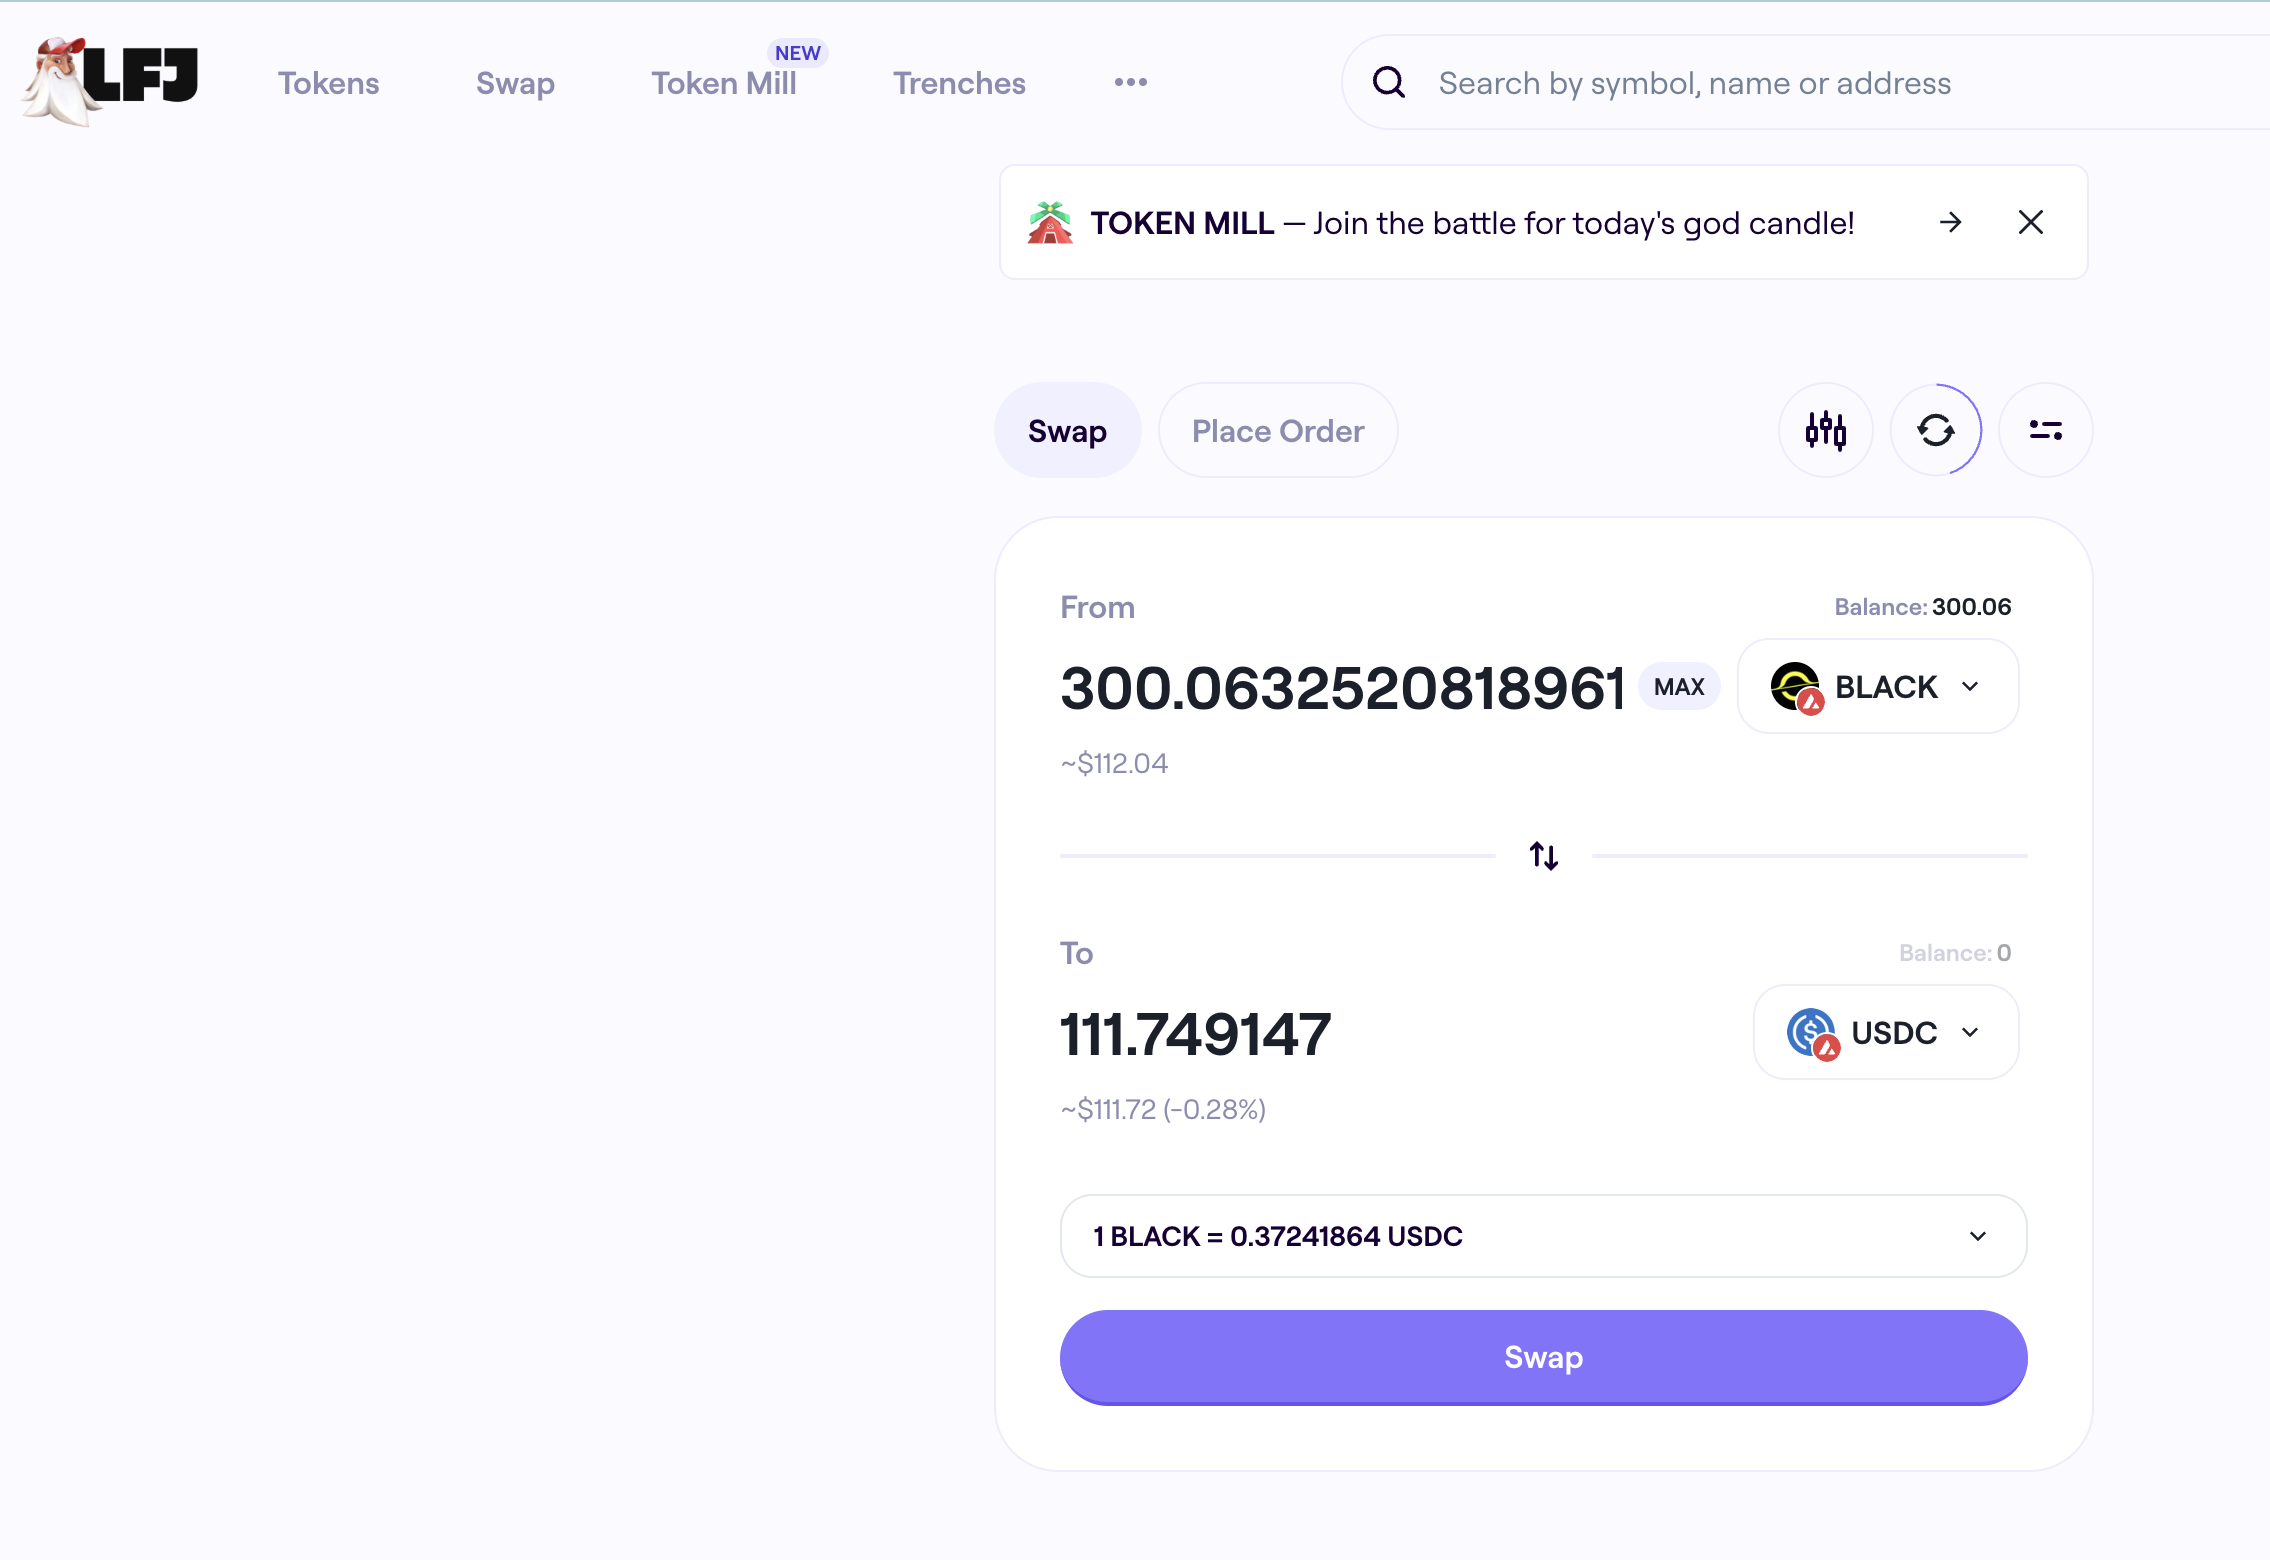 LFJ
Tokens
Swap
Token Mill
NEW
Trenches
Search by symbol, name or address
TOKEN MILL — Join the battle for today's god candle!
Swap
Place Order
From
Balance: 300.06
300.0632520818961
MAX
BLACK
~$112.04
To
Balance: 0
111.749147
USDC
~$111.72 (-0.28%)
1 BLACK = 0.37241864 USDC
Swap